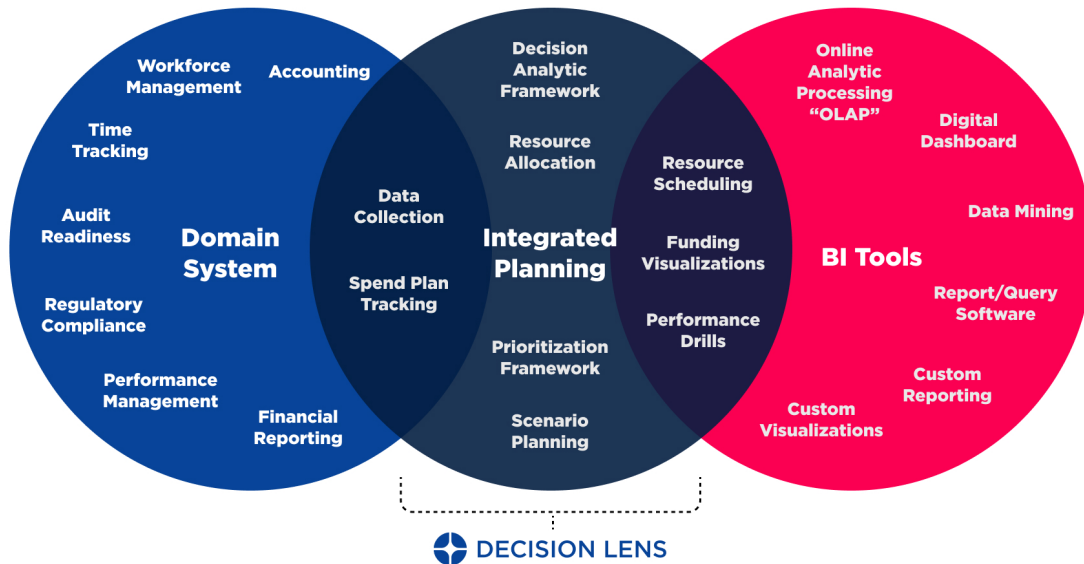 Workforce
Management
Accounting
Time
Tracking
Audit
Readiness
Domain
System
Regulatory
Compliance
Performance
Management
Financial
Reporting
Data
Collection
Spend Plan
Tracking
Decision
Analytic
Framework
Resource
Allocation
Integrated
Planning
Prioritization
Framework
Scenario
Planning
Resource
Scheduling
Funding
Visualizations
Performance
Drills
Online
Analytic
Processing
“OLAP”
Digital
Dashboard
Data Mining
BI Tools
Report/Query
Software
Custom
Reporting
Custom
Visualizations
DECISION LENS